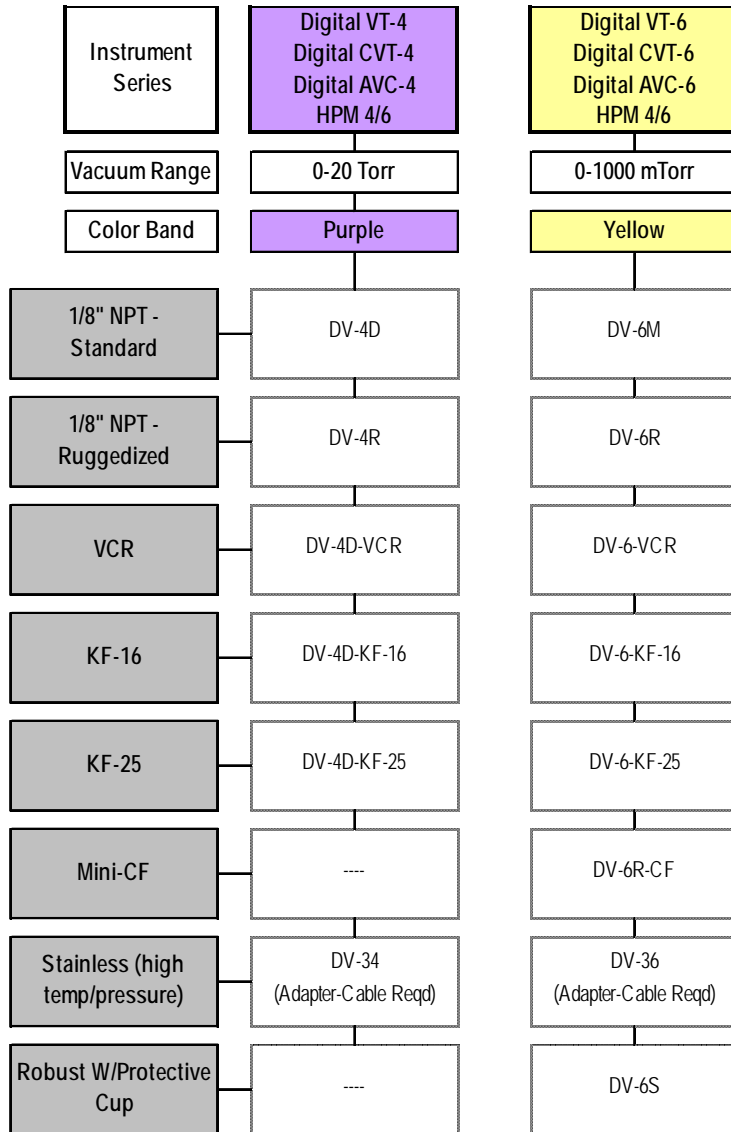 Instrument
Series
Digital VT-4
Digital CVT-4
Digital AVC-4
HPM 4/6
Digital VT-6
Digital CVT-6
Digital AVC-6
HPM 4/6
Vacuum Range
0-20 Torr
0-1000 mTorr
Color Band
Purple
Yellow
1/8" NPT -
Standard
DV-4D
DV-6M
1/8" NPT -
Ruggedized
DV-4R
DV-6R
VCR
DV-4D-VCR
DV-6-VCR
KF-16
DV-4D-KF-16
DV-6-KF-16
KF-25
DV-4D-KF-25
DV-6-KF-25
Mini-CF
----
DV-6R-CF
Stainless (high
temp/pressure)
DV-34
(Adapter-Cable Reqd)
DV-36
(Adapter-Cable Reqd)
Robust W/Protective
Cup
----
DV-6S